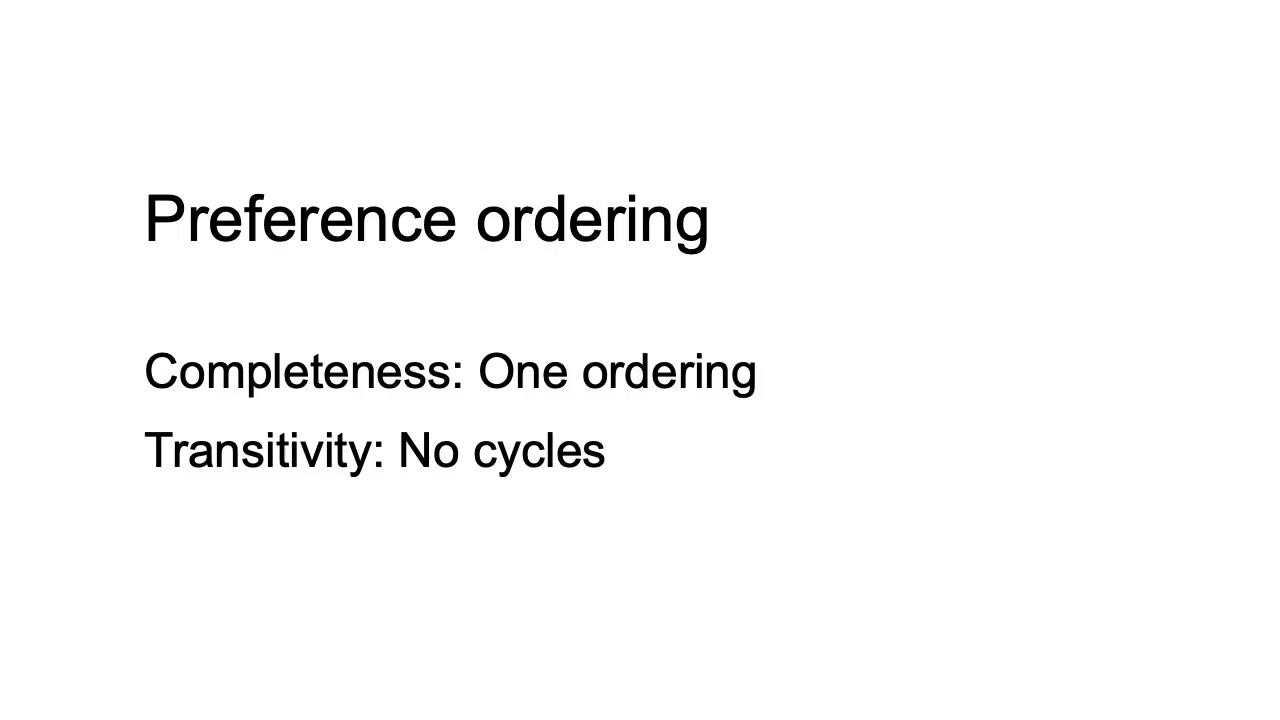 Preference ordering
Completeness: One ordering
Transitivity: No cycles